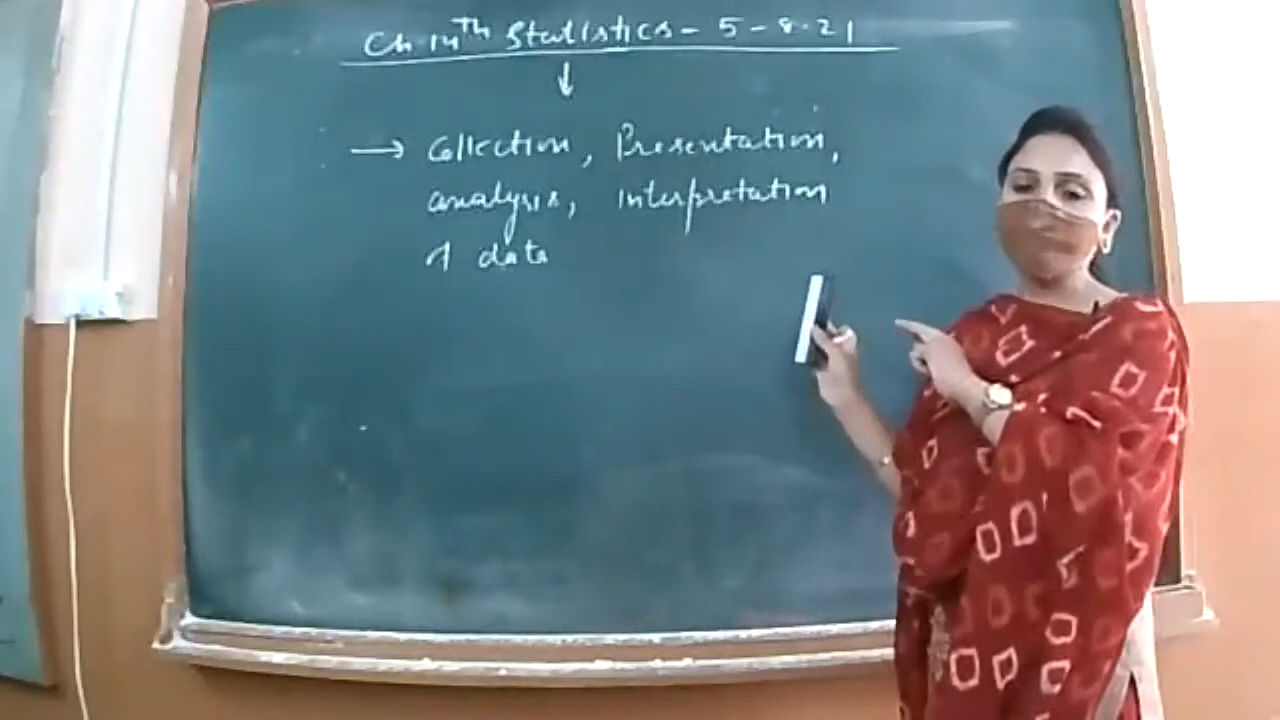 Ch 14th Statistics - 5-8-21
→ Collection, Presentation,
analysis, interpretation
of data